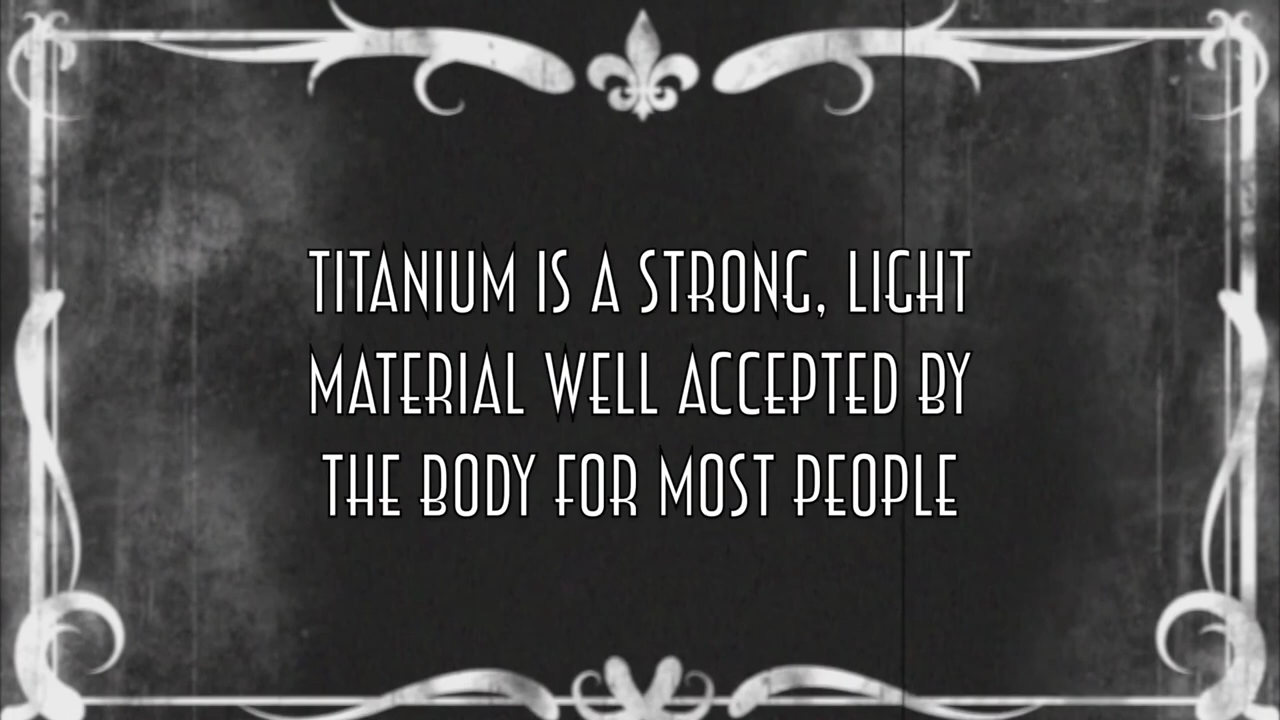 TITANIUM IS A STRONG, LIGHT
MATERIAL WELL ACCEPTED BY
THE BODY FOR MOST PEOPLE